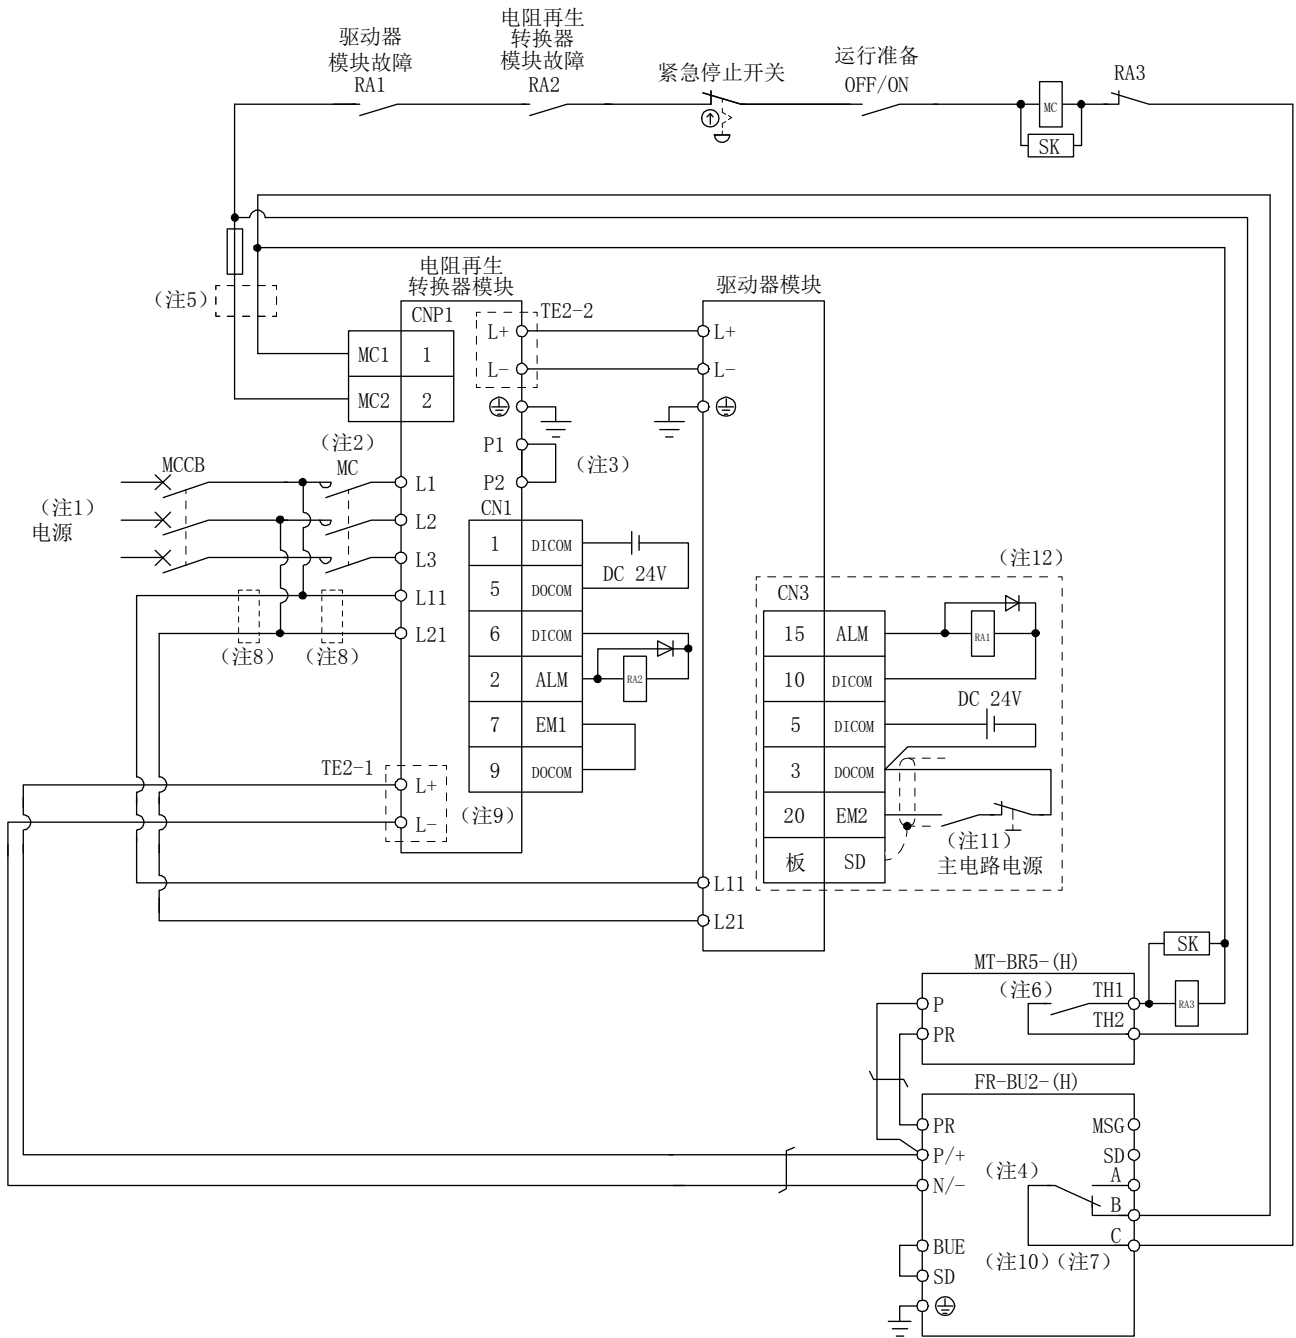 驱动器
模块故障
RA1
电阻再生
转换器
模块故障
RA2
紧急停止开关
运行准备
OFF/ON
MC
SK
RA3
（注5）
电阻再生
转换器模块
CNP1
MC1
1
MC2
2
L+
L-
TE2-2
驱动器模块
L+
L-
P1
P2
（注3）
（注2）
MCCB
MC
（注1）
电源
L1
L2
L3
L11
L21
（注8）
（注8）
CN1
1
DICOM
5
DOCOM
6
DICOM
2
ALM
7
EM1
9
DOCOM
DC 24V
RA2
（注9）
TE2-1
L+
L-
（注12）
CN3
15
ALM
10
DICOM
5
DICOM
3
DOCOM
20
EM2
板
SD
RA1
DC 24V
（注11）
主电路电源
L11
L21
MT-BR5-(H)
（注6）
P
PR
TH1
TH2
SK
RA3
FR-BU2-(H)
PR
P/+
N/-
BUE
SD
MSG
SD
A
B
C
（注4）
（注10）（注7）